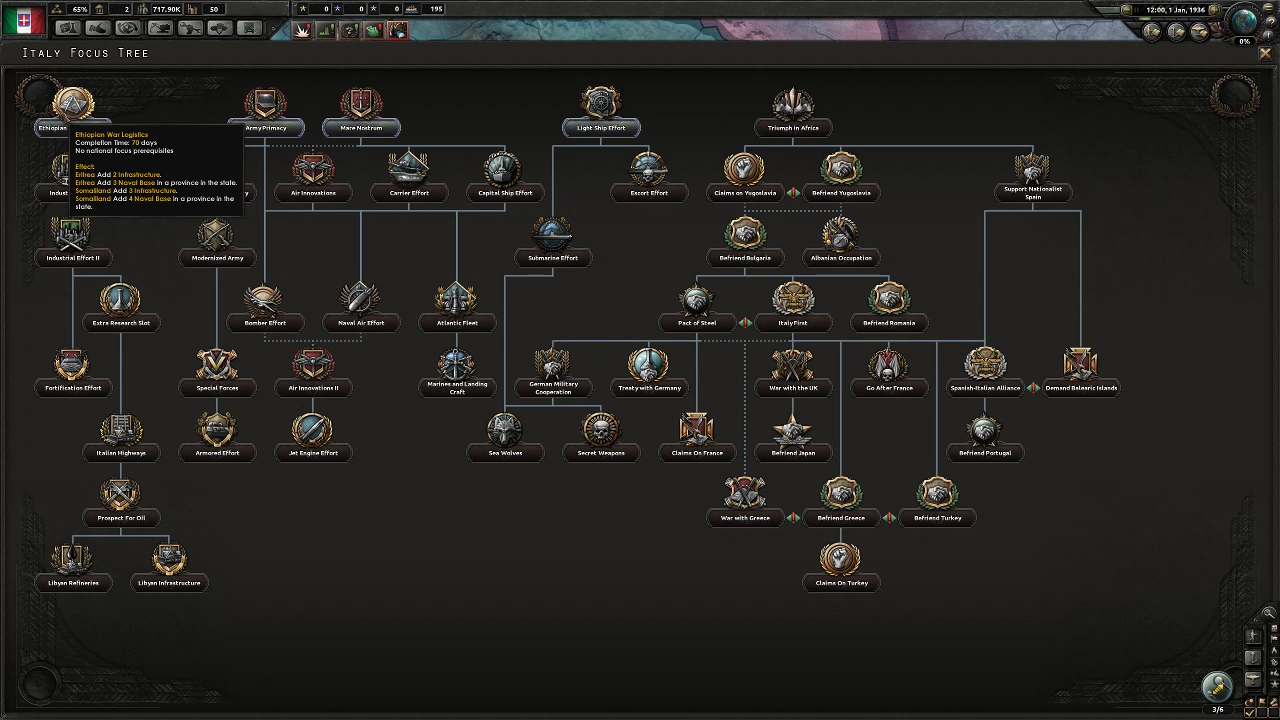 65% 2 717.90K 50 0 0 0 195 12:00, 1 Jan, 1936
0%
ITALY FOCUS TREE
Ethiopian
Army Primacy
Mare Nostrum
Light Ship Effort
Triumph in Africa
Ethiopian War Logistics
Completion Time: 70 days
No national focus prerequisites
Effect:
Eritrea Add 2 Infrastructure.
Eritrea Add 3 Naval Base in a province in the state.
Somaliland Add 3 Infrastructure.
Somaliland Add 4 Naval Base in a province in the
state.
Air Innovations
Carrier Effort
Capital Ship Effort
Escort Effort
Claims on Yugoslavia
Befriend Yugoslavia
Support Nationalist
Spain
Industrial Effort II
Modernized Army
Submarine Effort
Befriend Bulgaria
Albanian Occupation
Extra Research Slot
Bomber Effort
Naval Air Effort
Atlantic Fleet
Pact of Steel
Italy First
Befriend Romania
Fortification Effort
Special Forces
Air Innovations II
Marines and Landing
Craft
German Military
Cooperation
Treaty with Germany
War with the UK
Go After France
Spanish-Italian Alliance
Demand Balearic Islands
Italian Highways
Armored Effort
Jet Engine Effort
Sea Wolves
Secret Weapons
Claims On France
Befriend Japan
Befriend Portugal
Prospect For Oil
War with Greece
Befriend Greece
Befriend Turkey
Libyan Refineries
Libyan Infrastructure
Claims On Turkey
3/6